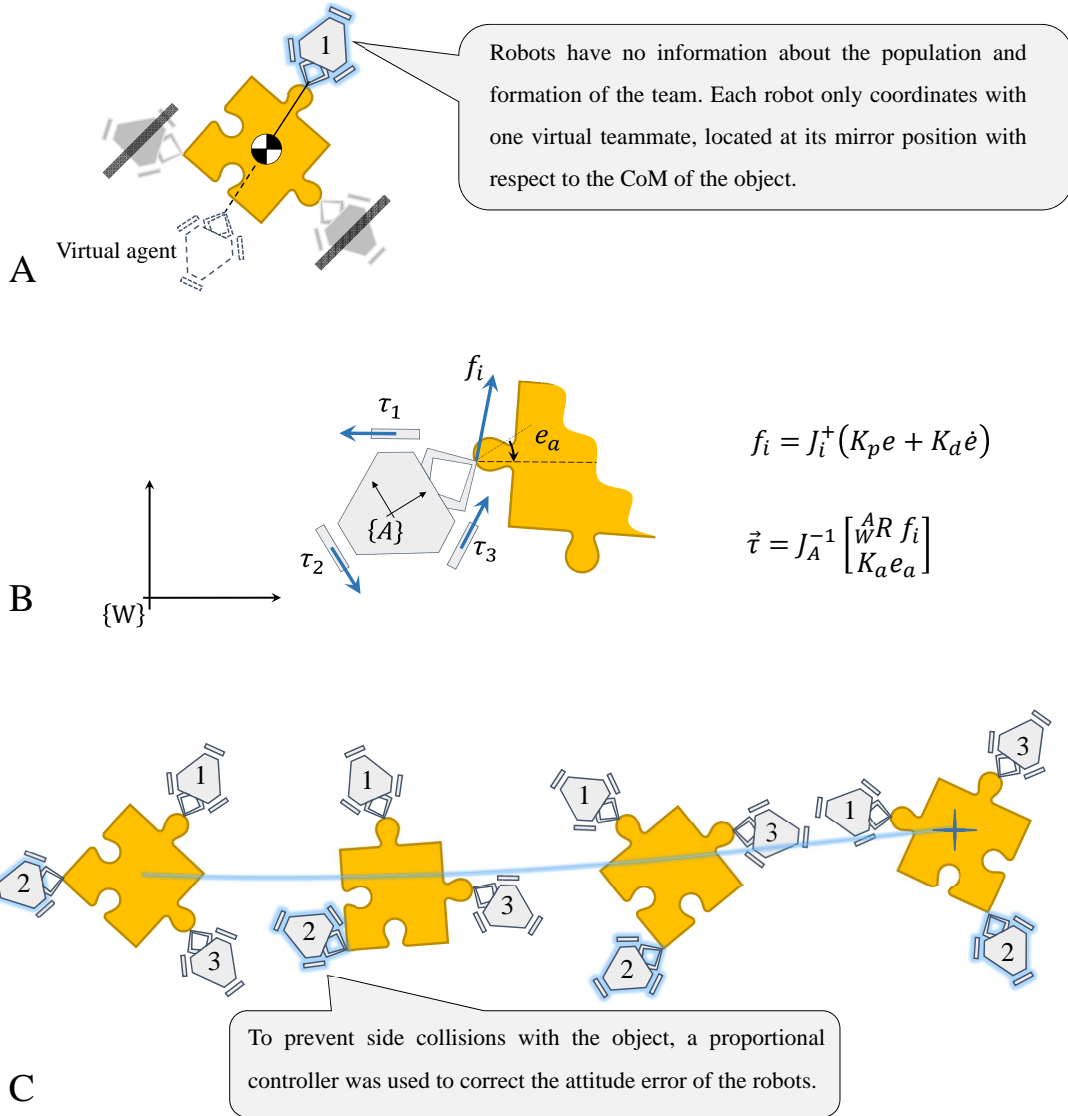 1
Robots have no information about the population and
formation of the team. Each robot only coordinates with
one virtual teammate, located at its mirror position with
respect to the CoM of the object.
Virtual agent
A
f_i
τ_1
e_a
{A}
τ_2
τ_3
{W}
f_i = J_i^+(K_p e + K_d ė)
τ⃗ = J_A^{-1} [^A_W R f_i
K_a e_a]
B
1
2
3
1
2
3
1
2
3
1
2
3
To prevent side collisions with the object, a proportional
controller was used to correct the attitude error of the robots.
C